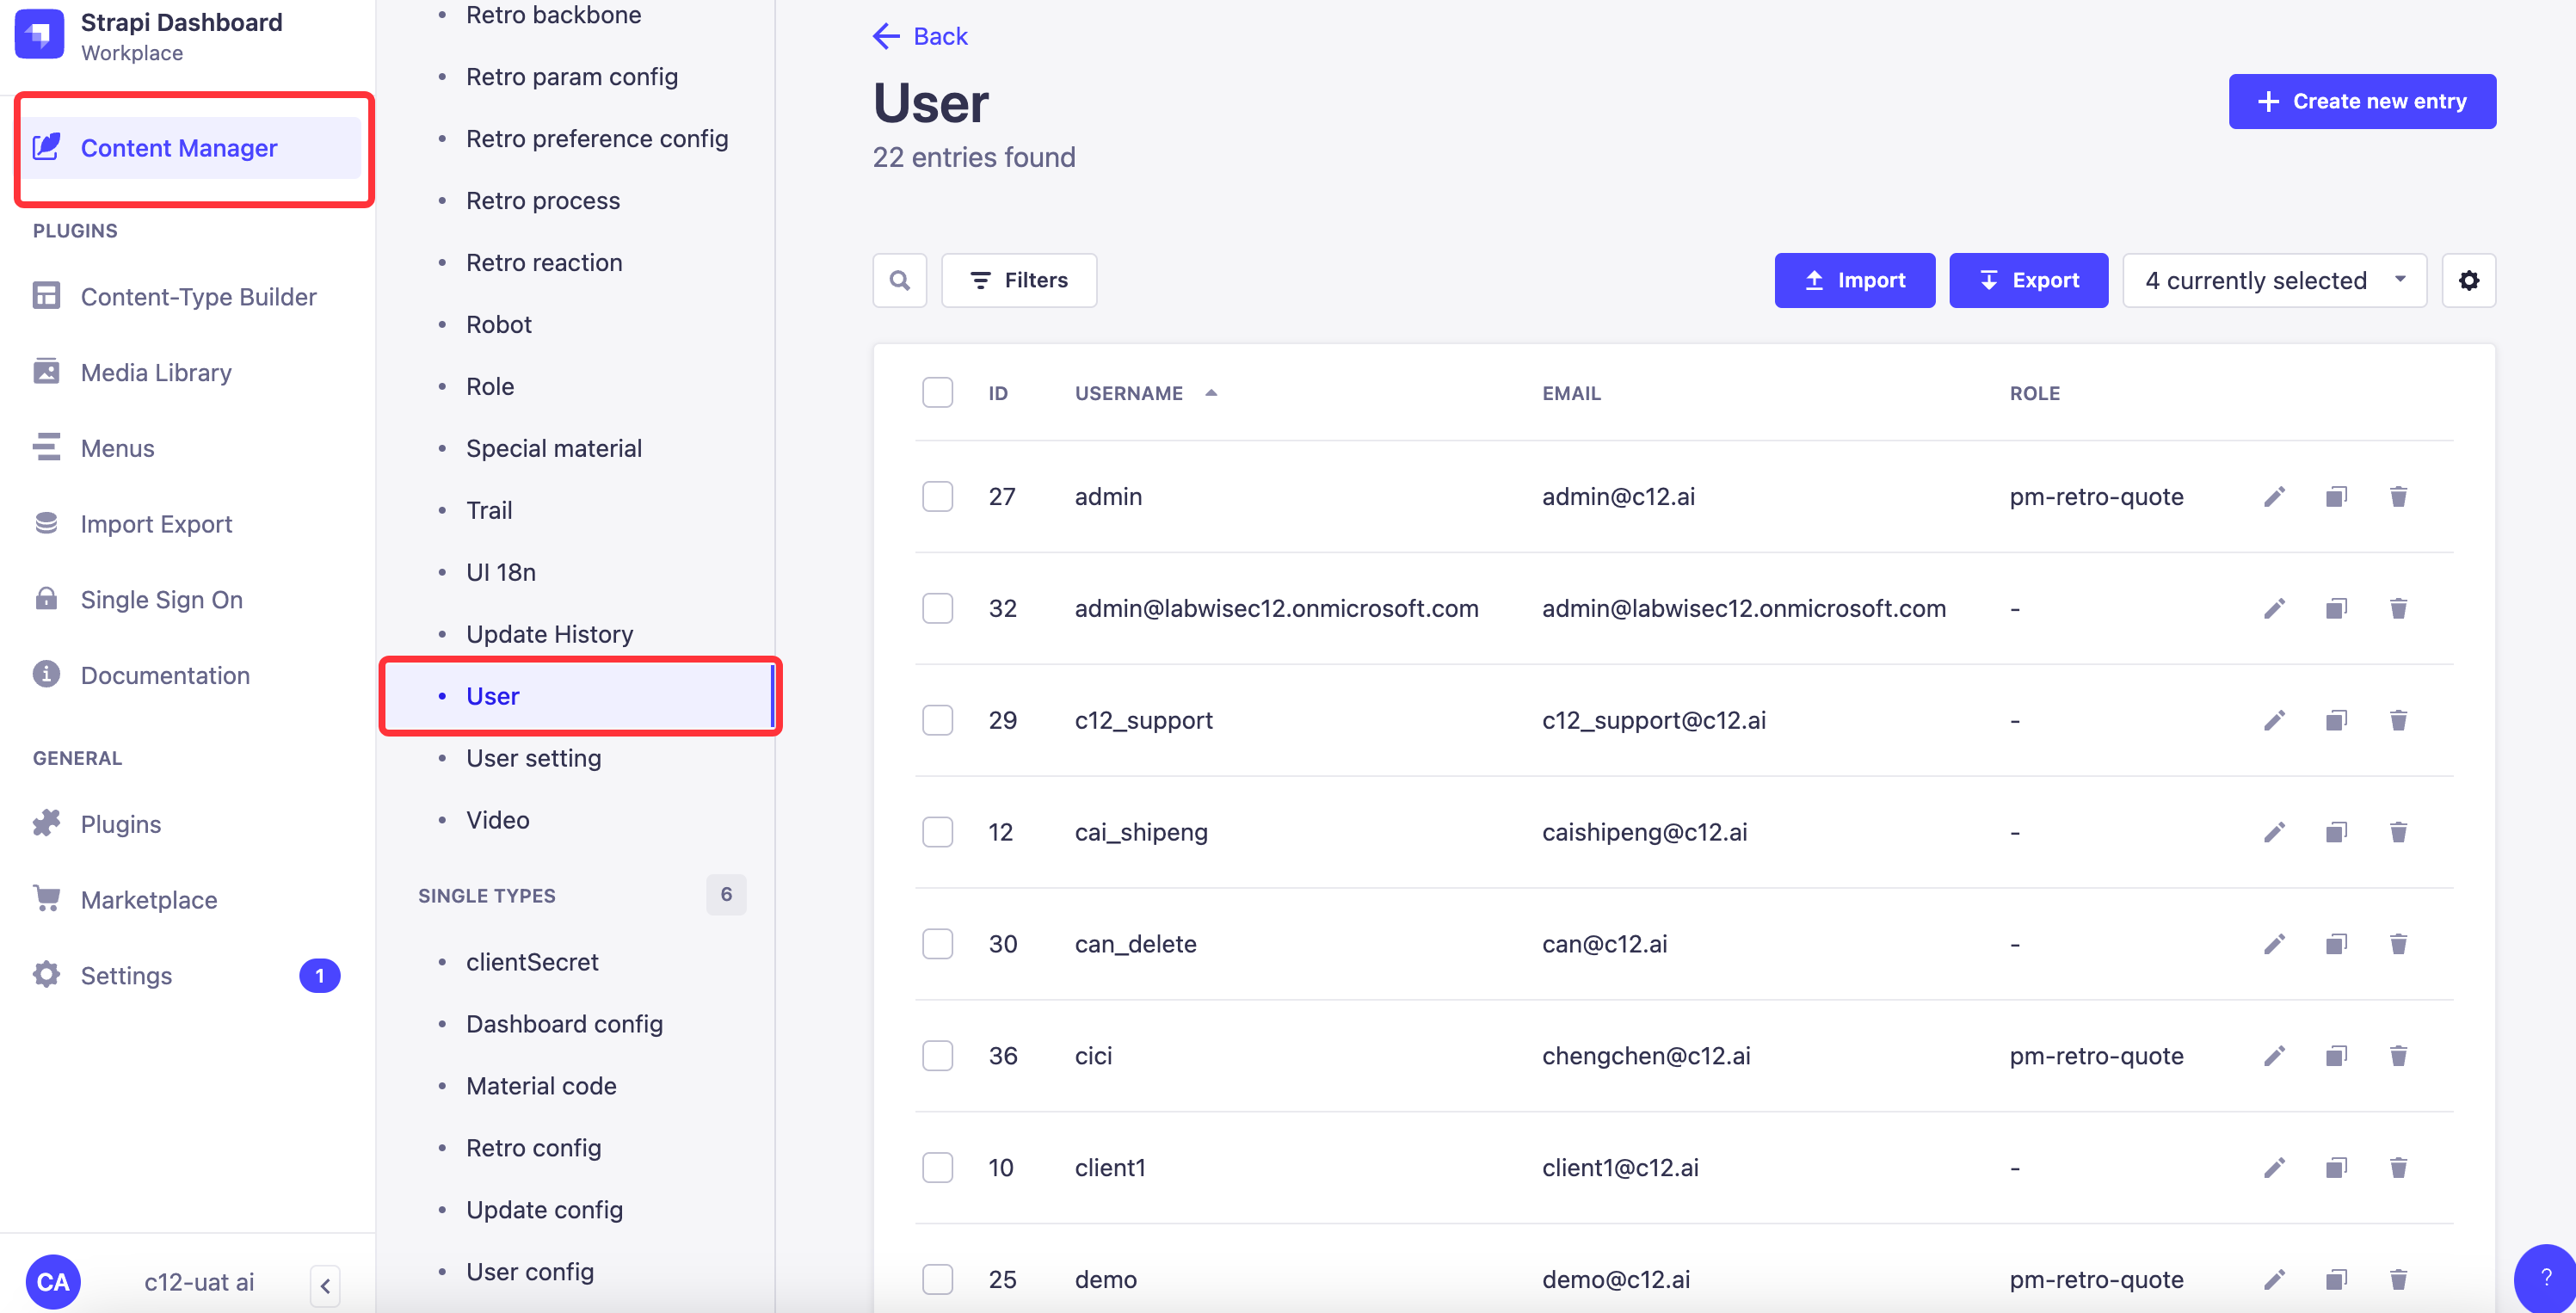 Strapi Dashboard
Workplace
Content Manager
PLUGINS
Content-Type Builder
Media Library
Menus
Import Export
Single Sign On
Documentation
GENERAL
Plugins
Marketplace
Settings
1
CA
c12-uat ai
Retro backbone
Retro param config
Retro preference config
Retro process
Retro reaction
Robot
Role
Special material
Trail
UI 18n
Update History
User
User setting
Video
SINGLE TYPES
6
clientSecret
Dashboard config
Material code
Retro config
Update config
User config
Back
User
22 entries found
Create new entry
Filters
Import
Export
4 currently selected
ID USERNAME EMAIL ROLE
27 admin admin@c12.ai pm-retro-quote
32 admin@labwisec12.onmicrosoft.com admin@labwisec12.onmicrosoft.com -
29 c12_support c12_support@c12.ai -
12 cai_shipeng caishipeng@c12.ai -
30 can_delete can@c12.ai -
36 cici chengchen@c12.ai pm-retro-quote
10 client1 client1@c12.ai -
25 demo demo@c12.ai pm-retro-quote
?